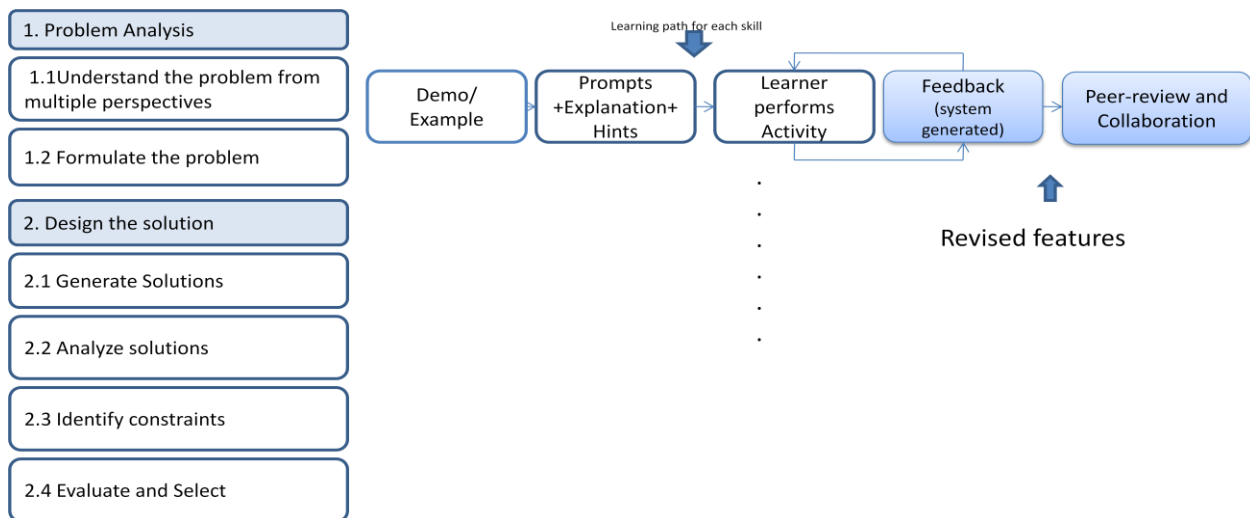 1. Problem Analysis
1.1Understand the problem from
multiple perspectives
1.2 Formulate the problem
2. Design the solution
2.1 Generate Solutions
2.2 Analyze solutions
2.3 Identify constraints
2.4 Evaluate and Select
Learning path for each skill
Demo/
Example
Prompts
+Explanation+
Hints
Learner
performs
Activity
Feedback
(system
generated)
Peer-review and
Collaboration
.
.
.
.
.
.
Revised features